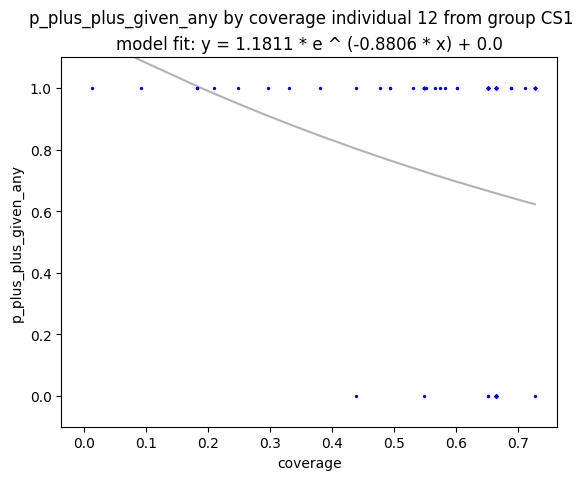 p_plus_plus_given_any by coverage individual 12 from group CS1
model fit: y = 1.1811 * e ^ (-0.8806 * x) + 0.0
1.0
0.8
0.6
0.4
0.2
0.0
p_plus_plus_given_any
0.0 0.1 0.2 0.3 0.4 0.5 0.6 0.7
coverage